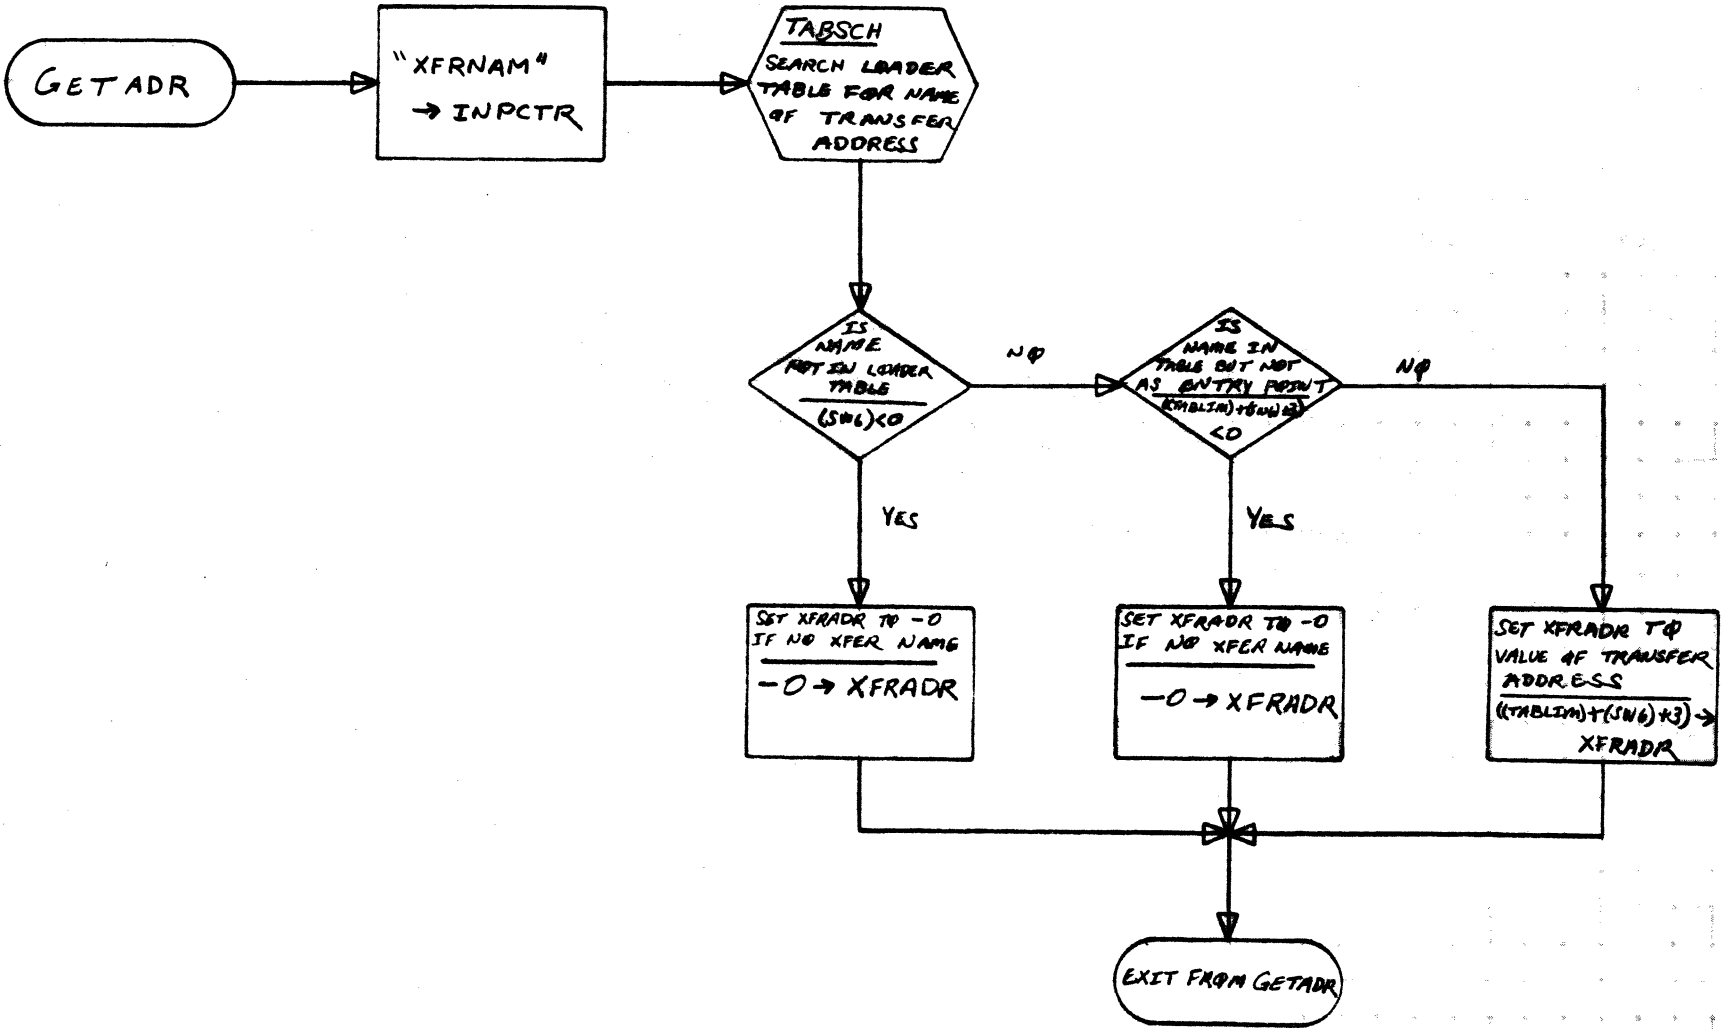 GETADR
"XFRNAM"
→ INPCTR
TABSCH
SEARCH LOADER
TABLE FOR NAME
OF TRANSFER
ADDRESS
IS
NAME
NOT IN LOADER
TABLE
(SW6)<0
NO
IS
NAME IN
TABLE BUT NOT
AS ENTRY POINT
((TABLIM)+(SW6)+3)
<0
NO
YES
YES
SET XFRADR TO -0
IF NO XFER NAME
-0 → XFRADR
SET XFRADR TO -0
IF NO XFER NAME
-0 → XFRADR
SET XFRADR TO
VALUE OF TRANSFER
ADDRESS
((TABLIM)+(SW6)+3) →
XFRADR
EXIT FROM GETADR